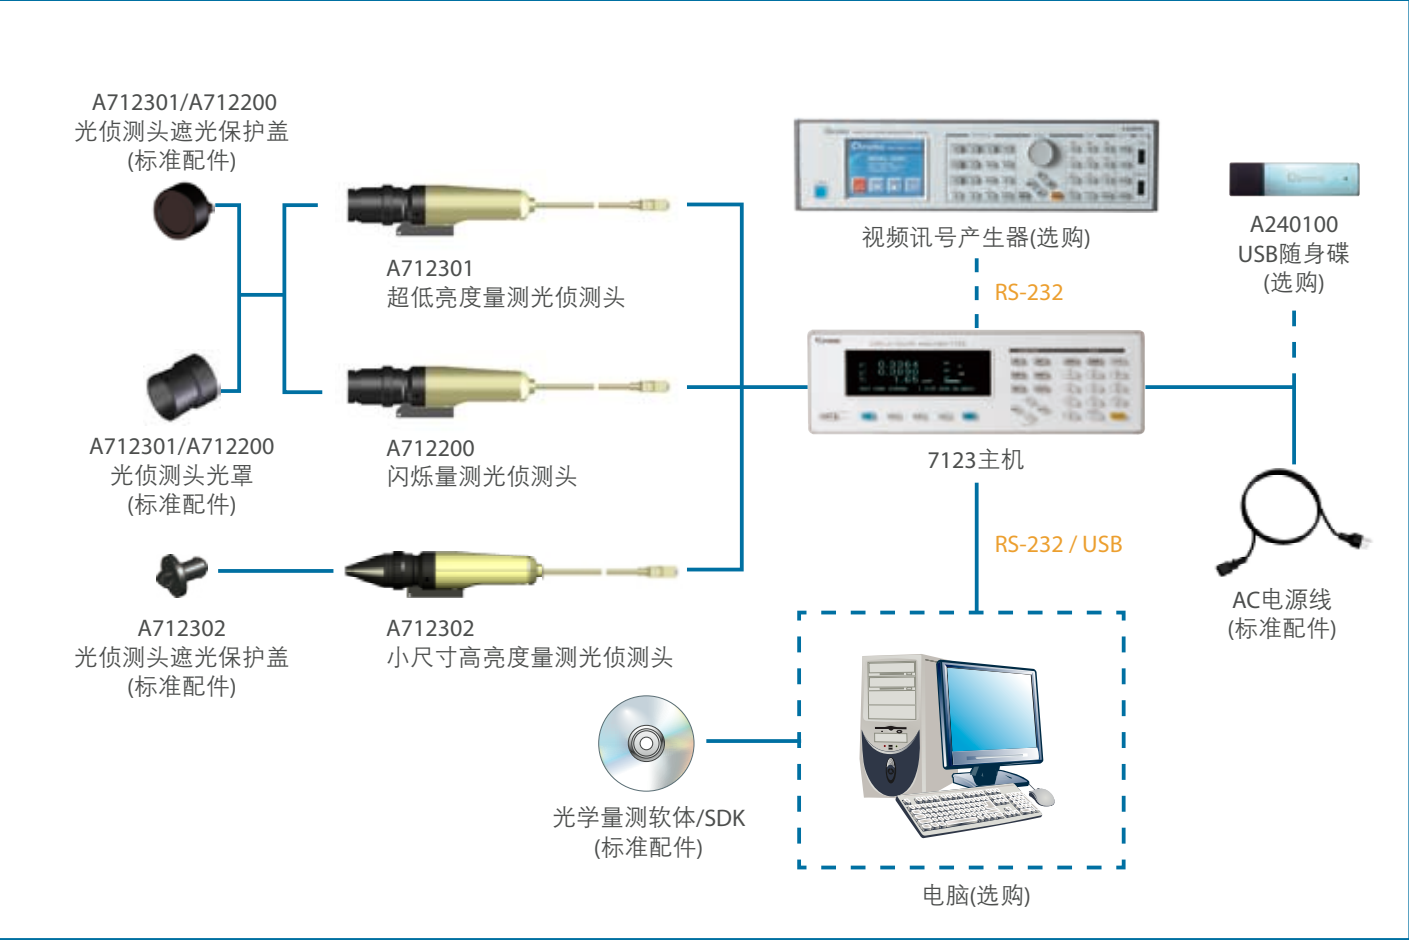 A712301/A712200
光侦测头遮光保护盖
(标准配件)
A712301
超低亮度量测光侦测头
A712301/A712200
光侦测头光罩
(标准配件)
A712200
闪烁量测光侦测头
A712302
光侦测头遮光保护盖
(标准配件)
A712302
小尺寸高亮度量测光侦测头
视频讯号产生器(选购)
RS-232
7123主机
RS-232 / USB
A240100
USB随身碟
(选购)
AC电源线
(标准配件)
光学量测软体/SDK
(标准配件)
电脑(选购)